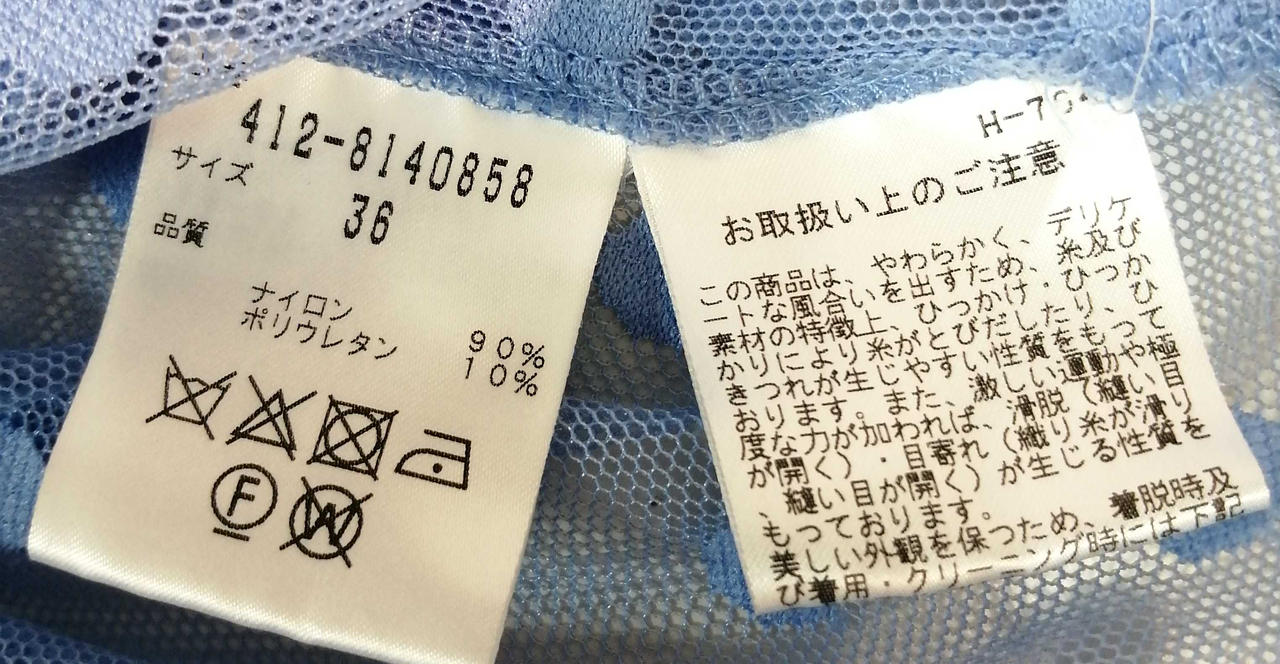 412-8140858
サイズ
36
品質
ナイロン 90%
ポリウレタン 10%
F
W
お取扱い上のご注意
この商品は、やわらかく、デリケ
ートな風合いを出すため、糸及び
素材の特徴上、ひっかけ・ひっか
かりにより糸がとびだしたり、ひ
きつれが生じやすい性質をもって
おります。また、激しい運動や極
度な力が加われば、滑脱（縫い目
が開く）・目寄れ（織り糸が滑り
、縫い目が開く）が生じる性質を
もっております。
美しい外観を保つため、着脱時及
び着用・クリーニング時には下記